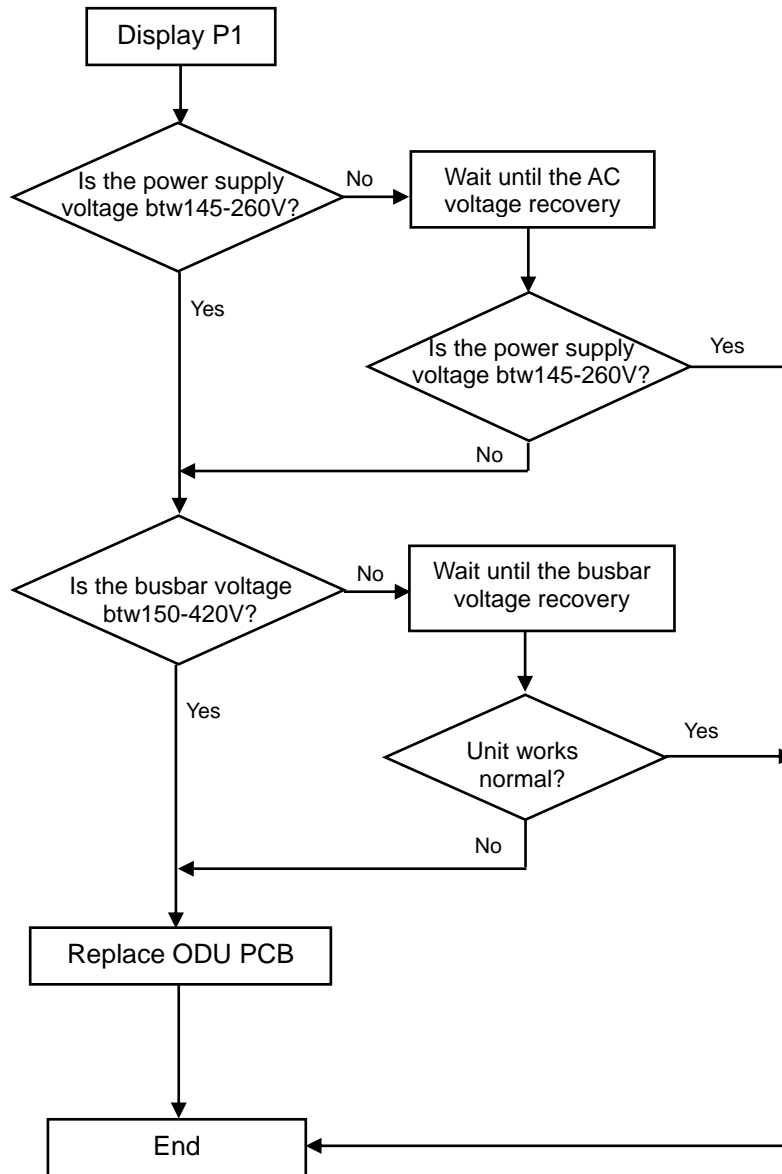 Display P1
Is the power supply
voltage btw145-260V?
No
Wait until the AC
voltage recovery
Yes
Is the power supply
voltage btw145-260V?
Yes
No
Is the busbar voltage
btw150-420V?
No
Wait until the busbar
voltage recovery
Yes
Unit works
normal?
Yes
No
Replace ODU PCB
End